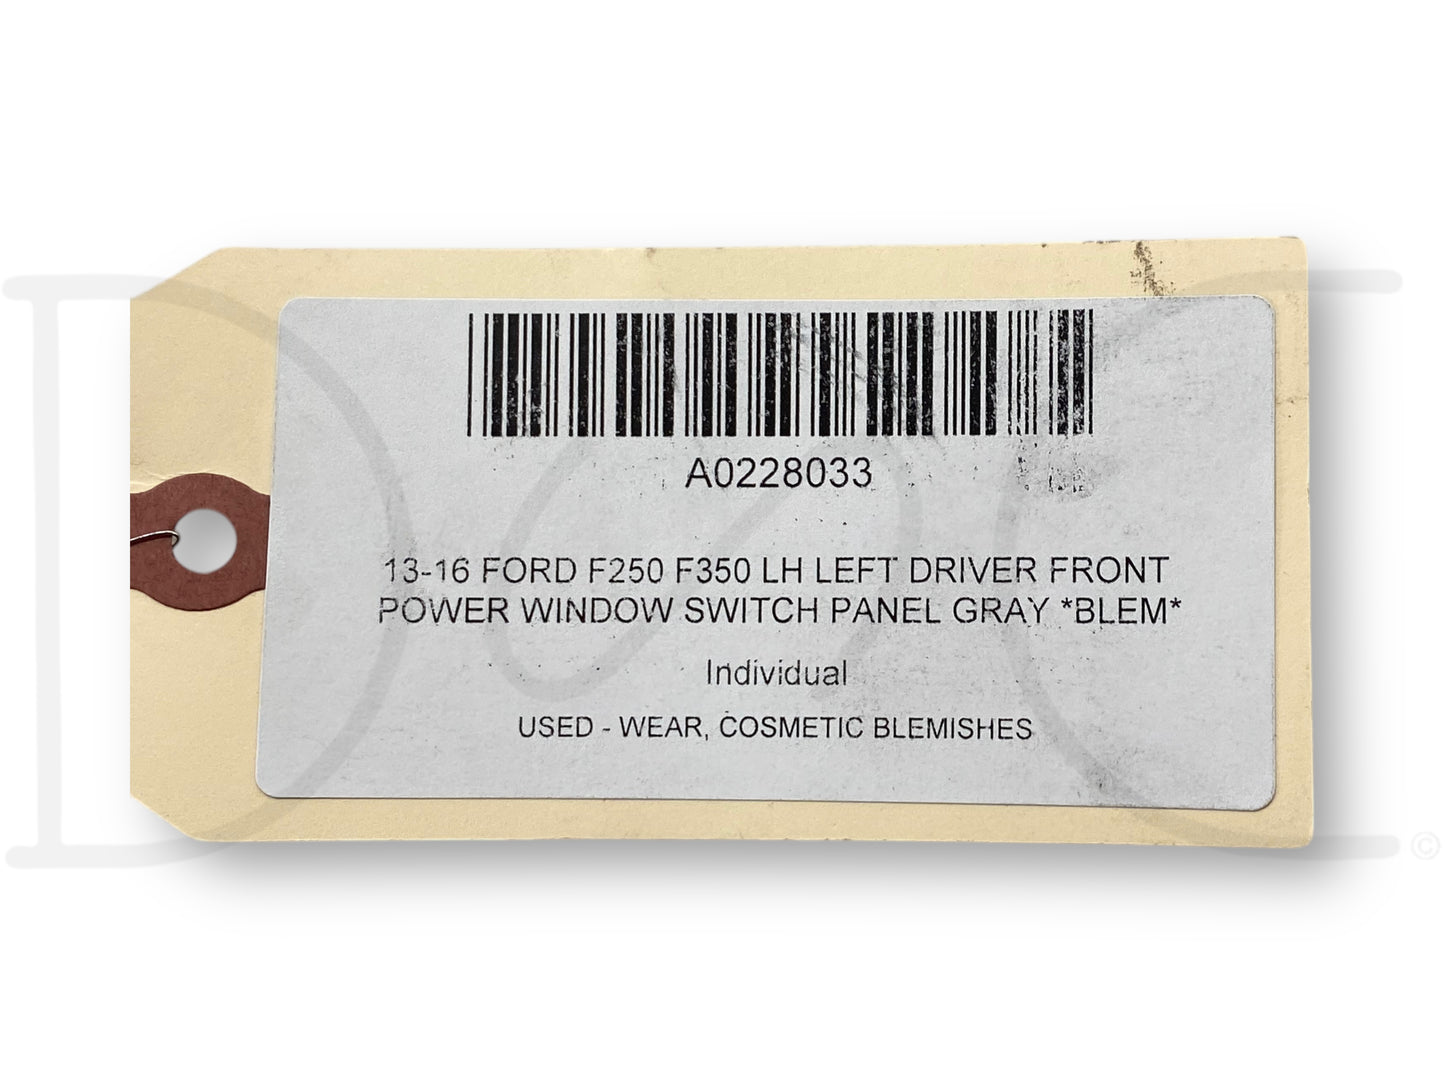 A0228033
13-16 FORD F250 F350 LH LEFT DRIVER FRONT
POWER WINDOW SWITCH PANEL GRAY *BLEM*
Individual
USED - WEAR, COSMETIC BLEMISHES
©